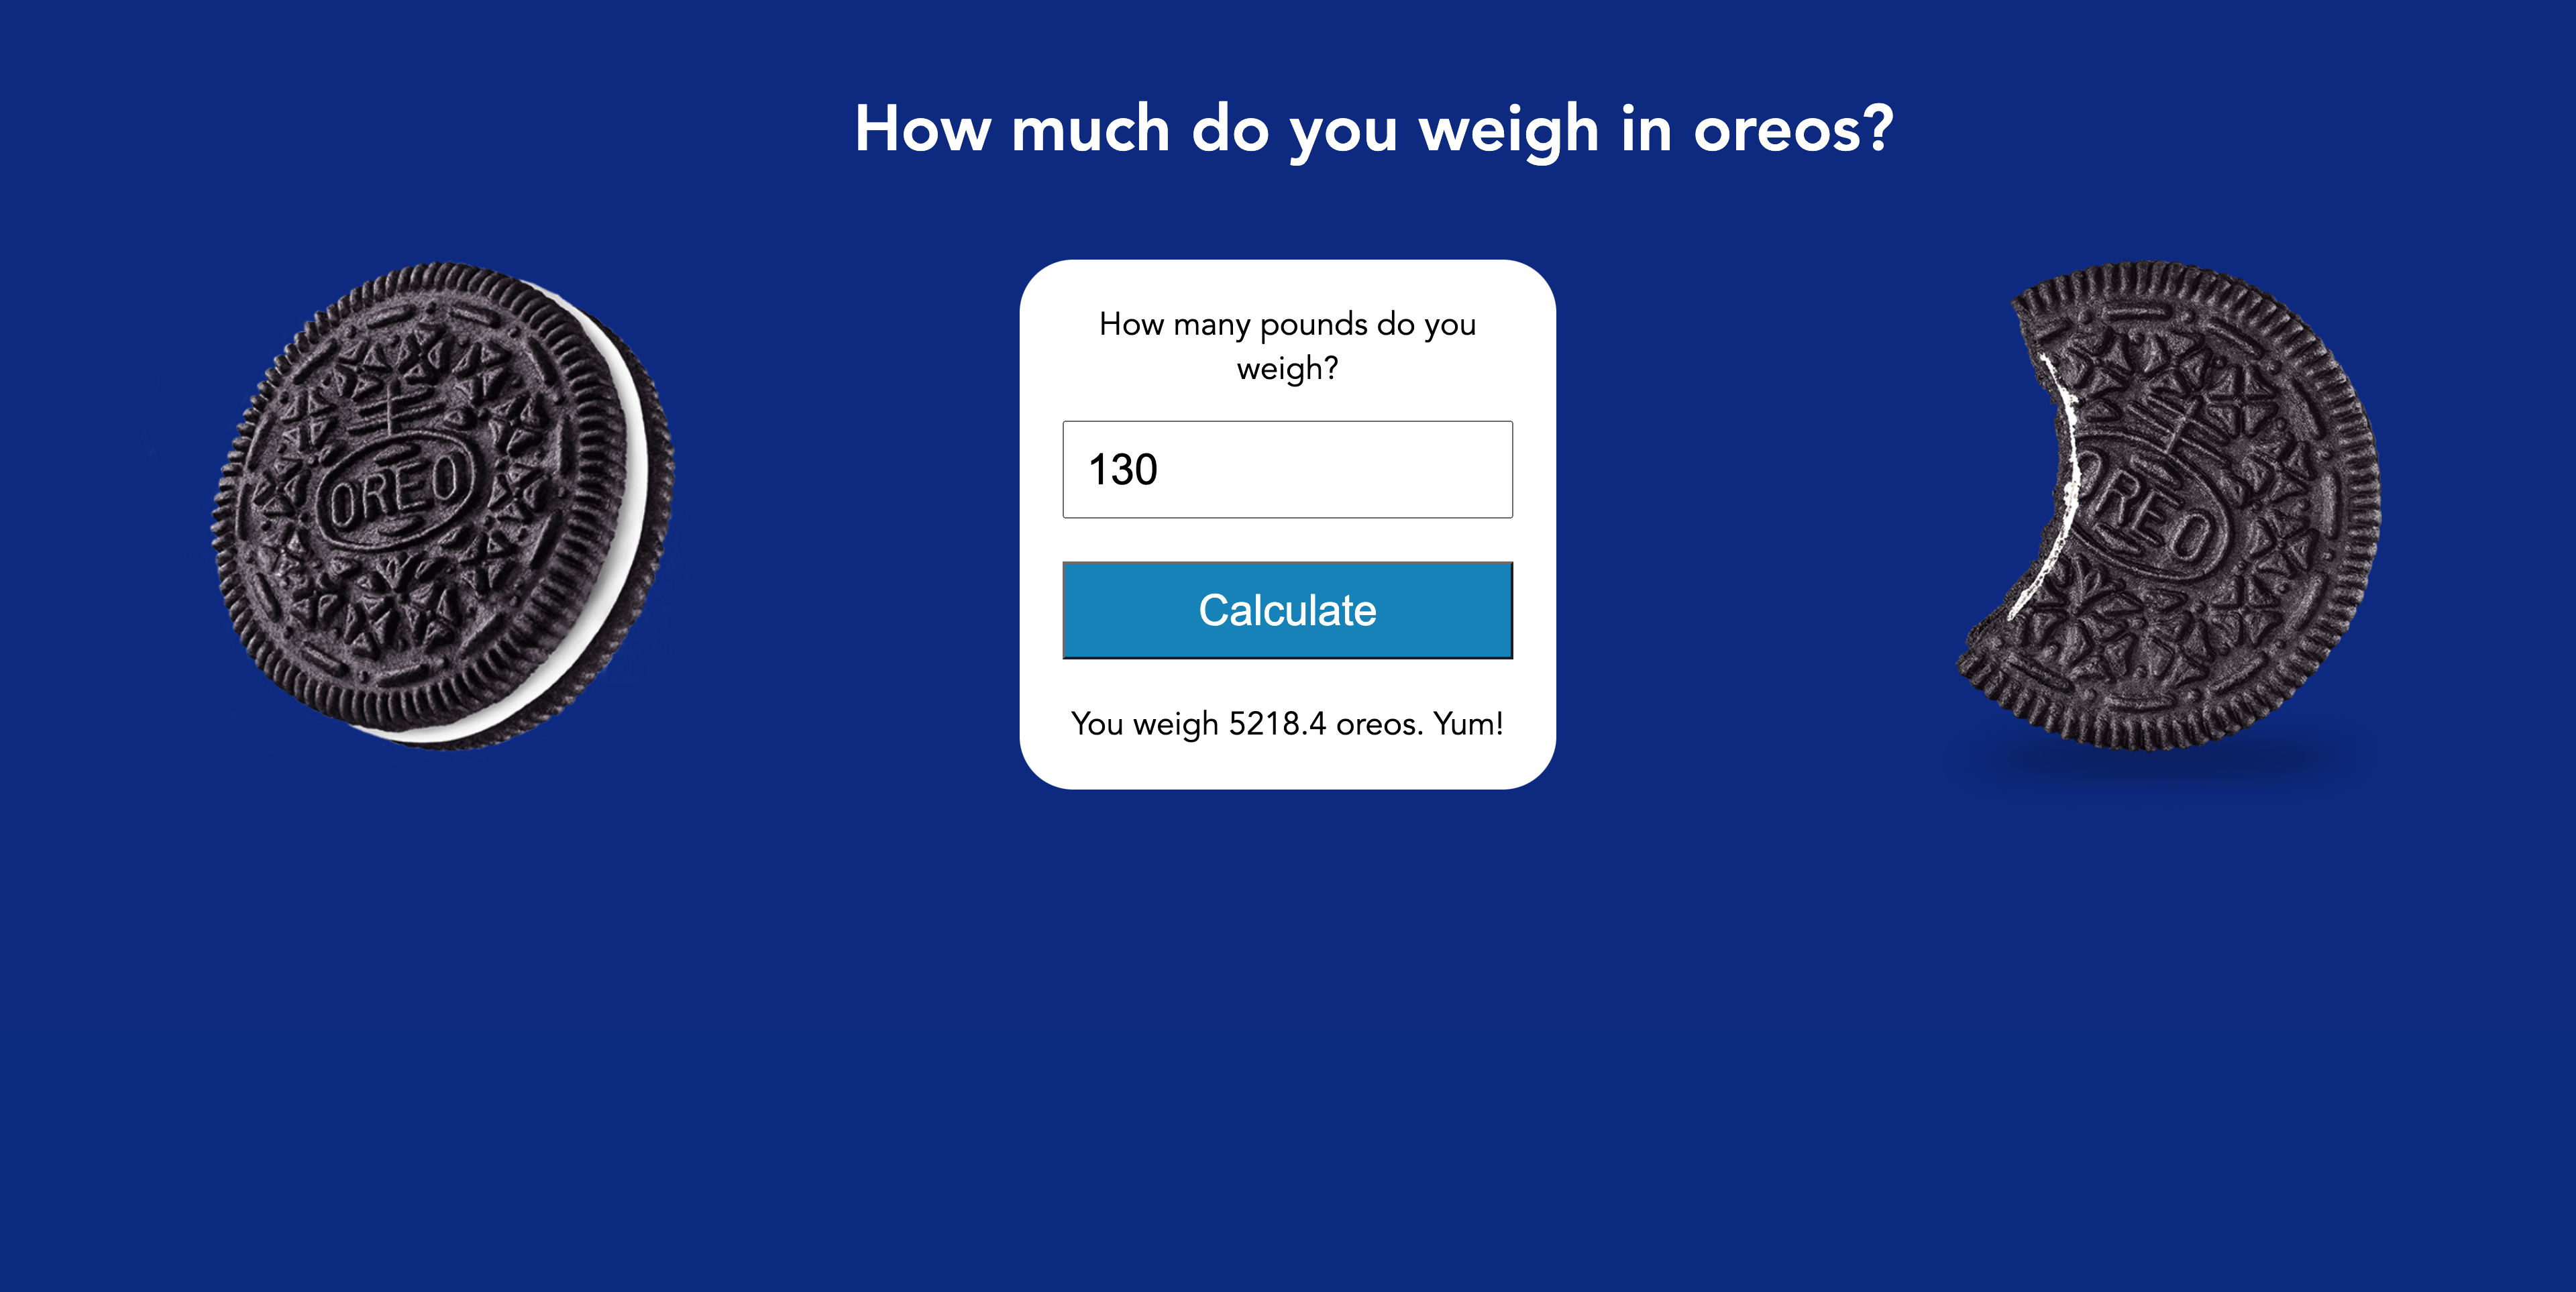 How much do you weigh in oreos?
OREO
How many pounds do you
weigh?
130
Calculate
You weigh 5218.4 oreos. Yum!
OREO